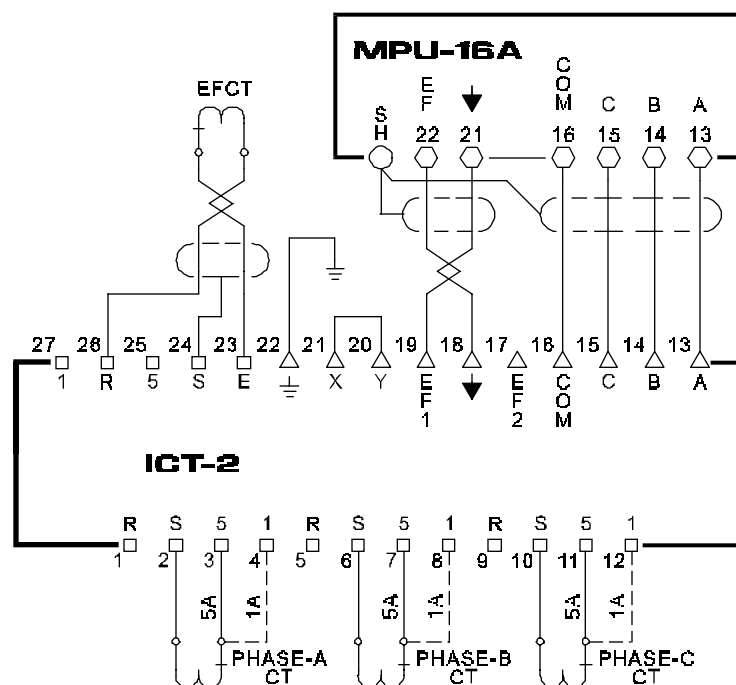 MPU-16A
EFCT
SH
EF
COM
C
B
A
22
21
16
15
14
13
27
26
25
24
23
22
21
20
19
18
17
16
15
14
13
1
R
5
S
E
X
Y
EF1
EF2
COM
C
B
A
ICT-2
R
S
5
1
R
S
5
1
R
S
5
1
1
2
3
4
5
6
7
8
9
10
11
12
5A
1A
5A
1A
5A
1A
PHASE-A
CT
PHASE-B
CT
PHASE-C
CT